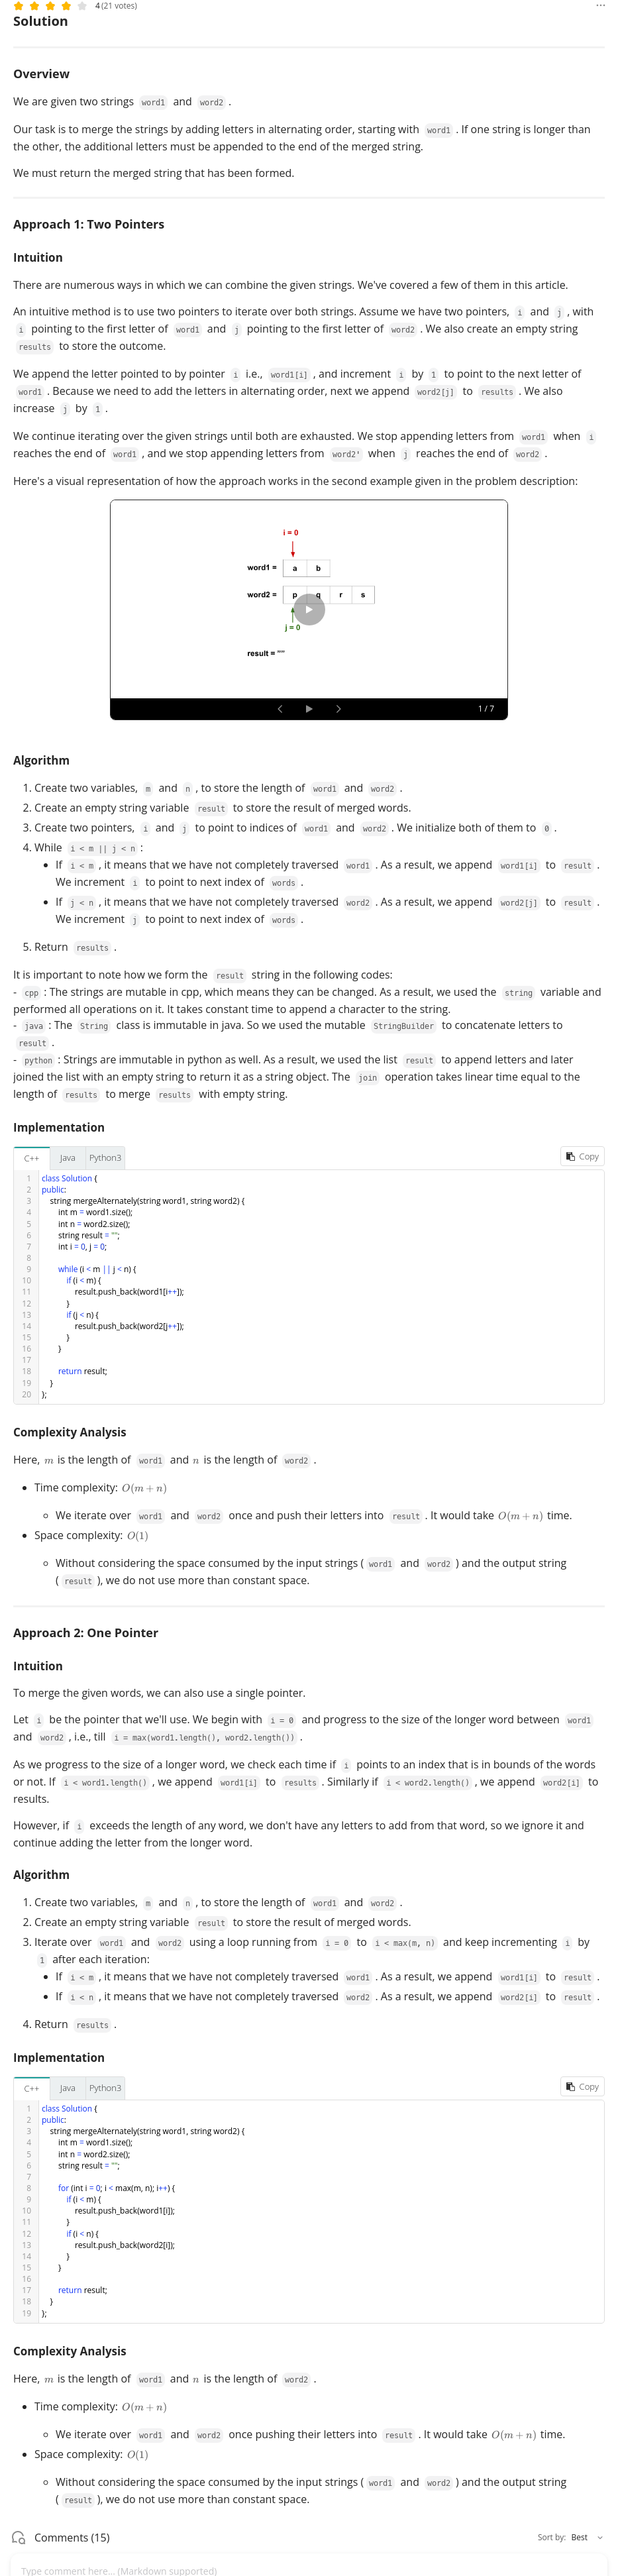 4 (21 votes)
Solution
Overview
We are given two strings word1 and word2 .
Our task is to merge the strings by adding letters in alternating order, starting with word1 . If one string is longer than
the other, the additional letters must be appended to the end of the merged string.
We must return the merged string that has been formed.
Approach 1: Two Pointers
Intuition
There are numerous ways in which we can combine the given strings. We've covered a few of them in this article.
An intuitive method is to use two pointers to iterate over both strings. Assume we have two pointers, i and j , with
i pointing to the first letter of word1 and j pointing to the first letter of word2 . We also create an empty string
results to store the outcome.
We append the letter pointed to by pointer i i.e., word1[i] , and increment i by 1 to point to the next letter of
word1 . Because we need to add the letters in alternating order, next we append word2[j] to results . We also
increase j by 1 .
We continue iterating over the given strings until both are exhausted. We stop appending letters from word1 when i
reaches the end of word1 , and we stop appending letters from word2' when j reaches the end of word2 .
Here's a visual representation of how the approach works in the second example given in the problem description:
i = 0
word1 = a b
word2 = p q r s
j = 0
result = ""
1 / 7
Algorithm
1. Create two variables, m and n , to store the length of word1 and word2 .
2. Create an empty string variable result to store the result of merged words.
3. Create two pointers, i and j to point to indices of word1 and word2 . We initialize both of them to 0 .
4. While i < m || j < n :
• If i < m , it means that we have not completely traversed word1 . As a result, we append word1[i] to result .
We increment i to point to next index of words .
• If j < n , it means that we have not completely traversed word2 . As a result, we append word2[j] to result .
We increment j to point to next index of words .
5. Return results .
It is important to note how we form the result string in the following codes:
- cpp : The strings are mutable in cpp, which means they can be changed. As a result, we used the string variable and
performed all operations on it. It takes constant time to append a character to the string.
- java : The String class is immutable in java. So we used the mutable StringBuilder to concatenate letters to
result .
- python : Strings are immutable in python as well. As a result, we used the list result to append letters and later
joined the list with an empty string to return it as a string object. The join operation takes linear time equal to the
length of results to merge results with empty string.
Implementation
C++ Java Python3 Copy
1 class Solution {
2 public:
3 string mergeAlternately(string word1, string word2) {
4 int m = word1.size();
5 int n = word2.size();
6 string result = "";
7 int i = 0, j = 0;
8
9 while (i < m || j < n) {
10 if (i < m) {
11 result.push_back(word1[i++]);
12 }
13 if (j < n) {
14 result.push_back(word2[j++]);
15 }
16 }
17
18 return result;
19 }
20 };
Complexity Analysis
Here, m is the length of word1 and n is the length of word2 .
• Time complexity: O(m + n)
◦ We iterate over word1 and word2 once and push their letters into result . It would take O(m + n) time.
• Space complexity: O(1)
◦ Without considering the space consumed by the input strings ( word1 and word2 ) and the output string
( result ), we do not use more than constant space.
Approach 2: One Pointer
Intuition
To merge the given words, we can also use a single pointer.
Let i be the pointer that we'll use. We begin with i = 0 and progress to the size of the longer word between word1
and word2 , i.e., till i = max(word1.length(), word2.length()) .
As we progress to the size of a longer word, we check each time if i points to an index that is in bounds of the words
or not. If i < word1.length() , we append word1[i] to results . Similarly if i < word2.length() , we append word2[i] to
results.
However, if i exceeds the length of any word, we don't have any letters to add from that word, so we ignore it and
continue adding the letter from the longer word.
Algorithm
1. Create two variables, m and n , to store the length of word1 and word2 .
2. Create an empty string variable result to store the result of merged words.
3. Iterate over word1 and word2 using a loop running from i = 0 to i < max(m, n) and keep incrementing i by
1 after each iteration:
• If i < m , it means that we have not completely traversed word1 . As a result, we append word1[i] to result .
• If i < n , it means that we have not completely traversed word2 . As a result, we append word2[i] to result .
4. Return results .
Implementation
C++ Java Python3 Copy
1 class Solution {
2 public:
3 string mergeAlternately(string word1, string word2) {
4 int m = word1.size();
5 int n = word2.size();
6 string result = "";
7
8 for (int i = 0; i < max(m, n); i++) {
9 if (i < m) {
10 result.push_back(word1[i]);
11 }
12 if (i < n) {
13 result.push_back(word2[i]);
14 }
15 }
16
17 return result;
18 }
19 };
Complexity Analysis
Here, m is the length of word1 and n is the length of word2 .
• Time complexity: O(m + n)
◦ We iterate over word1 and word2 once pushing their letters into result . It would take O(m + n) time.
• Space complexity: O(1)
◦ Without considering the space consumed by the input strings ( word1 and word2 ) and the output string
( result ), we do not use more than constant space.
Comments (15) Sort by: Best
Type comment here... (Markdown supported)